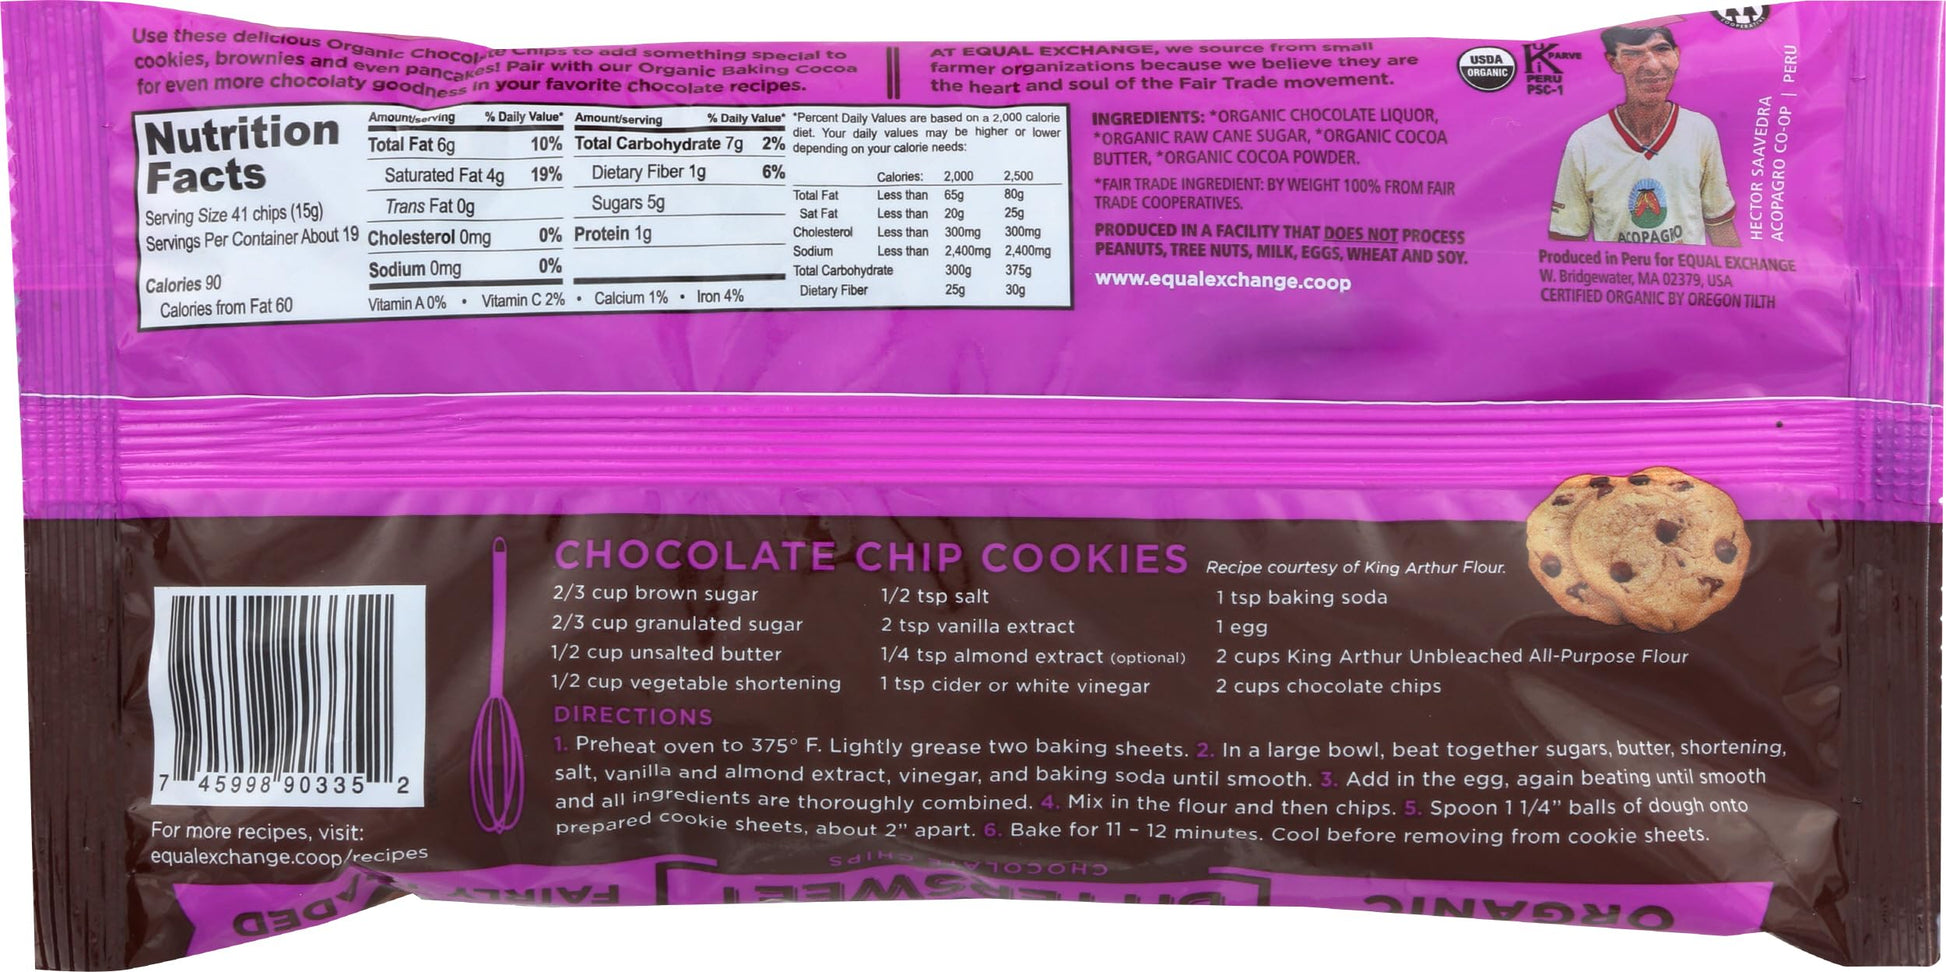 Use these delicious Organic Chocolate Chips to add something special to
cookies, brownies and even pancakes! Pair with our Organic Baking Cocoa
for even more chocolaty goodness in your favorite chocolate recipes.
AT EQUAL EXCHANGE, we source from small
farmer organizations because we believe they are
the heart and soul of the Fair Trade movement.
USDA
ORGANIC
K
PARVE
PERU
PSC-1
COOPERATIVE
Nutrition
Facts
Serving Size 41 chips (15g)
Servings Per Container About 19
Calories 90
Calories from Fat 60
Amount/serving % Daily Value*
Total Fat 6g 10%
Saturated Fat 4g 19%
Trans Fat 0g
Cholesterol 0mg 0%
Sodium 0mg 0%
Amount/serving % Daily Value*
Total Carbohydrate 7g 2%
Dietary Fiber 1g 6%
Sugars 5g
Protein 1g
Vitamin A 0% • Vitamin C 2% • Calcium 1% • Iron 4%
*Percent Daily Values are based on a 2,000 calorie
diet. Your daily values may be higher or lower
depending on your calorie needs:
Calories: 2,000 2,500
Total Fat Less than 65g 80g
Sat Fat Less than 20g 25g
Cholesterol Less than 300mg 300mg
Sodium Less than 2,400mg 2,400mg
Total Carbohydrate 300g 375g
Dietary Fiber 25g 30g
INGREDIENTS: *ORGANIC CHOCOLATE LIQUOR,
*ORGANIC RAW CANE SUGAR, *ORGANIC COCOA
BUTTER, *ORGANIC COCOA POWDER.
*FAIR TRADE INGREDIENT: BY WEIGHT 100% FROM FAIR
TRADE COOPERATIVES.
PRODUCED IN A FACILITY THAT DOES NOT PROCESS
PEANUTS, TREE NUTS, MILK, EGGS, WHEAT AND SOY.
www.equalexchange.coop
ACOPAGRO
HECTOR SAAVEDRA
ACOPAGRO CO-OP | PERU
Produced in Peru for EQUAL EXCHANGE
W. Bridgewater, MA 02379, USA
CERTIFIED ORGANIC BY OREGON TILTH
CHOCOLATE CHIP COOKIES Recipe courtesy of King Arthur Flour.
2/3 cup brown sugar
2/3 cup granulated sugar
1/2 cup unsalted butter
1/2 cup vegetable shortening
1/2 tsp salt
2 tsp vanilla extract
1/4 tsp almond extract (optional)
1 tsp cider or white vinegar
1 tsp baking soda
1 egg
2 cups King Arthur Unbleached All-Purpose Flour
2 cups chocolate chips
DIRECTIONS
1. Preheat oven to 375° F. Lightly grease two baking sheets. 2. In a large bowl, beat together sugars, butter, shortening,
salt, vanilla and almond extract, vinegar, and baking soda until smooth. 3. Add in the egg, again beating until smooth
and all ingredients are thoroughly combined. 4. Mix in the flour and then chips. 5. Spoon 1 1/4" balls of dough onto
prepared cookie sheets, about 2" apart. 6. Bake for 11 – 12 minutes. Cool before removing from cookie sheets.
7 45998 90335 2
For more recipes, visit:
equalexchange.coop/recipes
ORGANIC
BITTERSWEET
CHOCOLATE CHIPS
FAIRLY